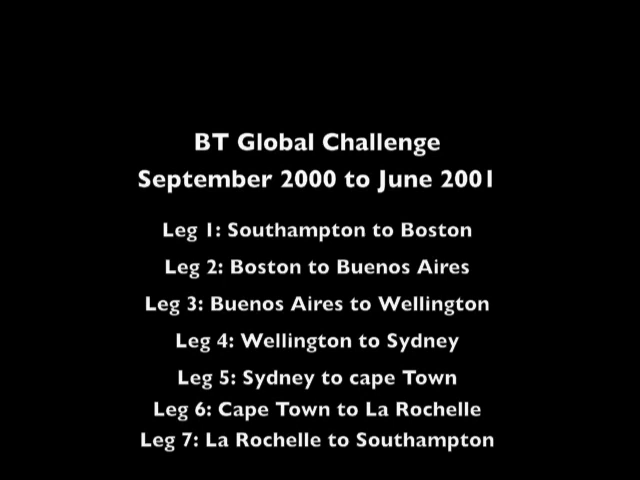 BT Global Challenge
September 2000 to June 2001
Leg 1: Southampton to Boston
Leg 2: Boston to Buenos Aires
Leg 3: Buenos Aires to Wellington
Leg 4: Wellington to Sydney
Leg 5: Sydney to cape Town
Leg 6: Cape Town to La Rochelle
Leg 7: La Rochelle to Southampton